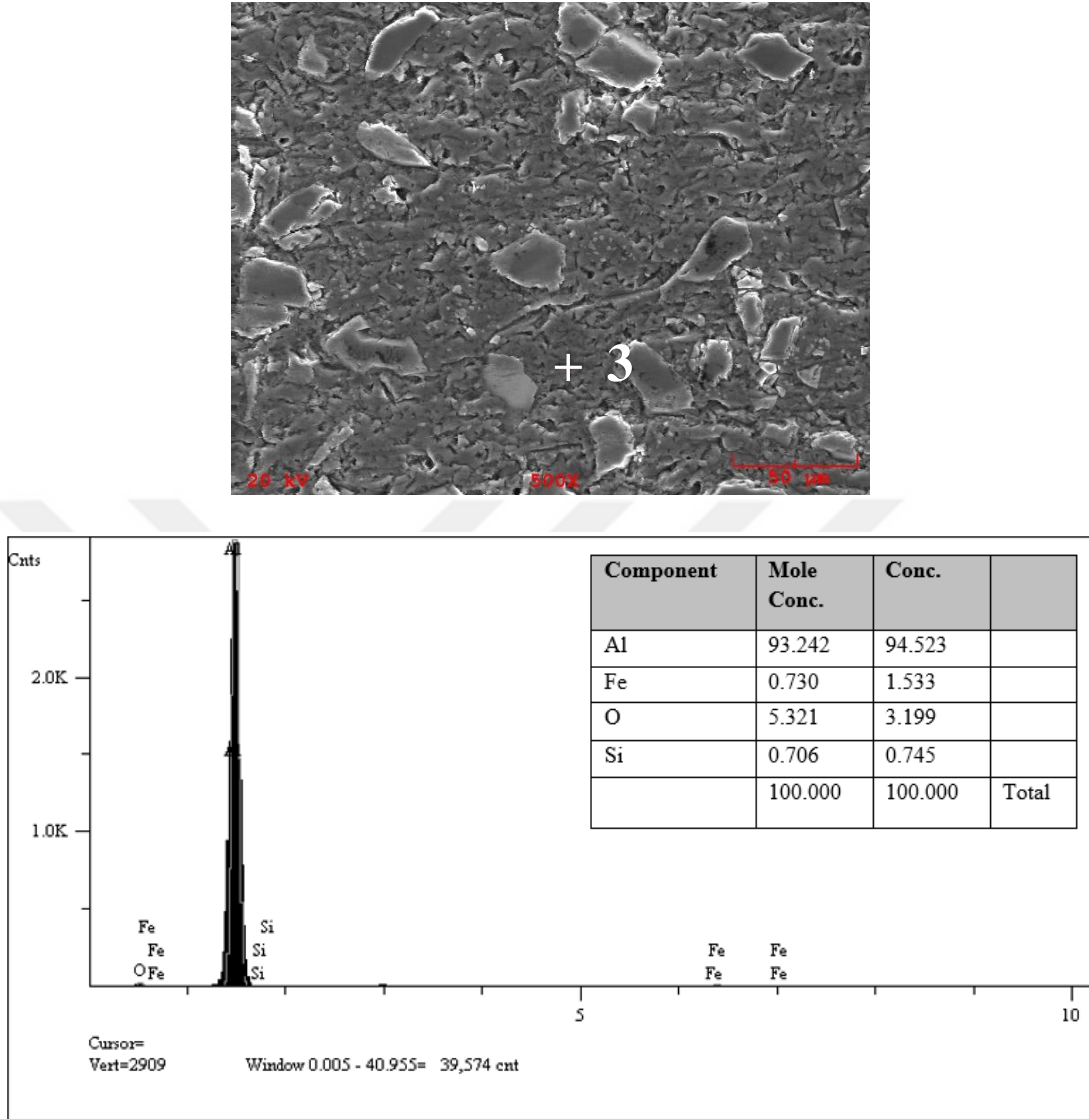 + 3
20 kV 500X 50 µm
Cnts
2.0K
1.0K
Al
Al
Component Mole Conc. Conc.
Al 93.242 94.523
Fe 0.730 1.533
O 5.321 3.199
Si 0.706 0.745
100.000 100.000 Total
Fe Si Fe Fe
Fe Si
O Fe Si Fe Fe
5 10
Cursor=
Vert=2909 Window 0.005 - 40.955= 39,574 cnt